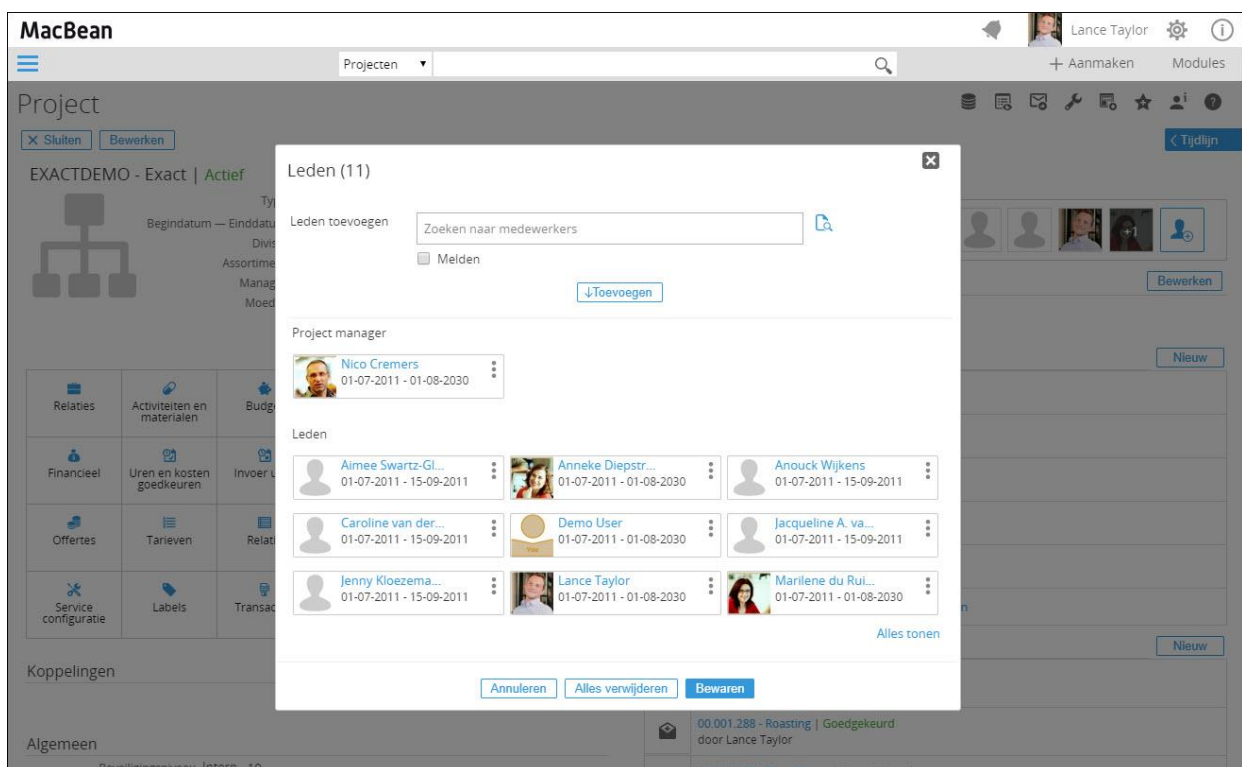 MacBean
Lance Taylor
Projecten
+ Aanmaken
Modules
Project
X Sluiten
Bewerken
< Tijdlijn
EXACTDEMO - Exact | Actief
Begindatum —
Leden (11)
Leden toevoegen
Zoeken naar medewerkers
Melden
↓Toevoegen
+1
Bewerken
Nieuw
Project manager
Nico Cremers
01-07-2011 - 01-08-2030
Relaties
Activiteiten en
materialen
Financieel
Uren en kosten
goedkeuren
Invoer
Offertes
Tarieven
Service
configuratie
Labels
Leden
Aimee Swartz-Gl...
01-07-2011 - 15-09-2011
Anneke Diepstr...
01-07-2011 - 01-08-2030
Anouck Wijkens
01-07-2011 - 15-09-2011
Caroline van der...
01-07-2011 - 15-09-2011
Demo User
01-07-2011 - 01-08-2030
Jacqueline A. va...
01-07-2011 - 15-09-2011
Jenny Kloezema...
01-07-2011 - 15-09-2011
Lance Taylor
01-07-2011 - 01-08-2030
Marilene du Rui...
01-07-2011 - 01-08-2030
Alles tonen
Nieuw
Koppelingen
Annuleren
Alles verwijderen
Bewaren
00.001.288 - Roasting | Goedgekeurd
door Lance Taylor
Algemeen